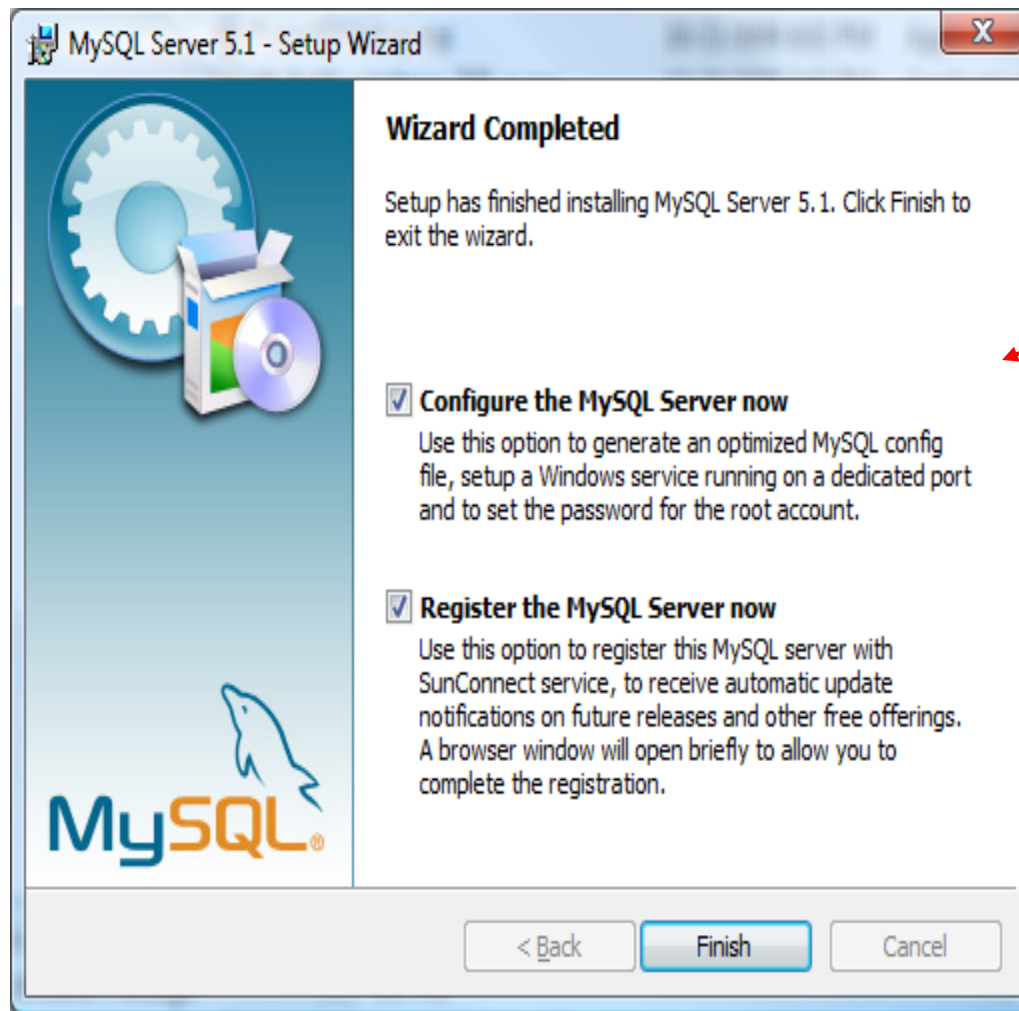 MySQL Server 5.1 - Setup Wizard
X
Wizard Completed
Setup has finished installing MySQL Server 5.1. Click Finish to
exit the wizard.
Configure the MySQL Server now
Use this option to generate an optimized MySQL config
file, setup a Windows service running on a dedicated port
and to set the password for the root account.
Register the MySQL Server now
Use this option to register this MySQL server with
SunConnect service, to receive automatic update
notifications on future releases and other free offerings.
A browser window will open briefly to allow you to
complete the registration.
MySQL®
< Back
Finish
Cancel